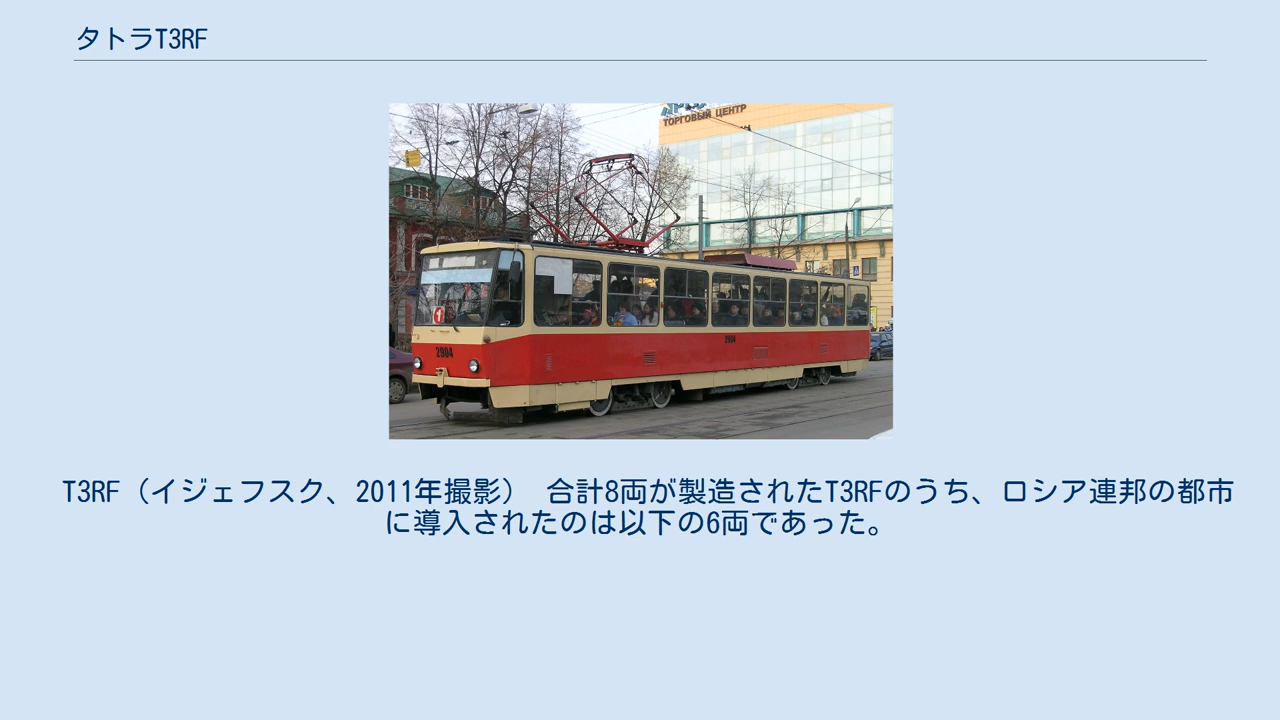 タトラT3RF
ТОРГОВЫЙ ЦЕНТР
1
2904
2904
T3RF（イジェフスク、2011年撮影） 合計8両が製造されたT3RFのうち、ロシア連邦の都市
に導入されたのは以下の6両であった。